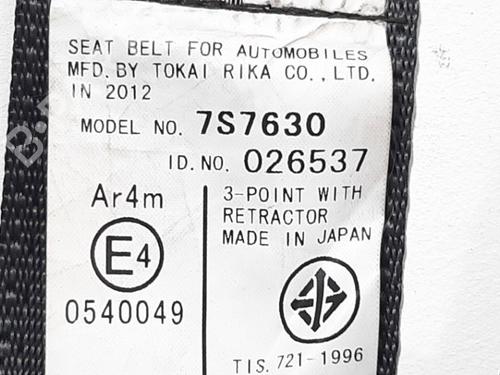 SEAT BELT FOR AUTOMOBILES
MFD. BY TOKAI RIKA CO., LTD.
IN 2012
MODEL NO. 7S7630
ID. NO. 026537
Ar4m
E4
0540049
3-POINT WITH
RETRACTOR
MADE IN JAPAN
TIS. 721-1996